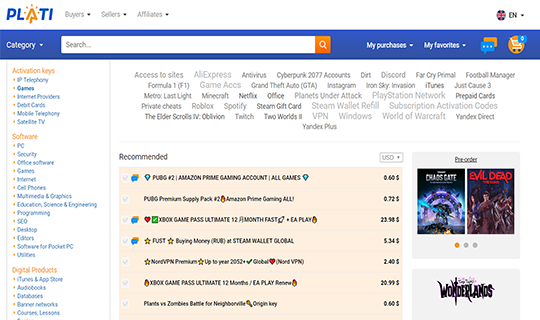 PLATI
Buyers
Sellers
Affiliates
EN
Category
Search...
My purchases
My favorites
0
Activation keys
IP Telephony
Games
Internet Providers
Debit Cards
Mobile Telephony
Satellite TV
Software
PC
Security
Office software
Games
Internet
Cell Phones
Multimedia & Graphics
Education, Science & Engineering
Programming
SEO
Desktop
Editors
Software for Pocket PC
Utilities
Digital Products
iTunes & App Store
Audiobooks
Databases
Banner networks
Courses, Lessons
Access to sites AliExpress Antivirus Cyberpunk 2077 Accounts Dirt Discord Far Cry Primal Football Manager
Formula 1 (F1) Game Accs Grand Theft Auto (GTA) Instagram Iron Sky: Invasion iTunes Just Cause 3
Metro: Last Light Minecraft Netflix Office Planets Under Attack PlayStation Network Prepaid Cards
Private cheats Roblox Spotify Steam Gift Card Steam Wallet Refill Subscription Activation Codes
The Elder Scrolls IV: Oblivion Twitch Two Worlds II VPN Windows World of Warcraft Yandex Direct
Yandex Plus
Recommended
USD
💎 PUBG #2 | AMAZON PRIME GAMING ACCOUNT | ALL GAMES 💎 0.60 $
PUBG Premium Supply Pack #2🔥Amazon Prime Gaming ALL! 0.72 $
❤️✅XBOX GAME PASS ULTIMATE 12 月MONTH FAST🚀 + EA PLAY🔥 23.98 $
⭐ FUST ⭐ Buying Money (RUB) at STEAM WALLET GLOBAL 5.34 $
⭐NordVPN Premium⭐Up to year 2052+✔Global❤️(Nord VPN) 2.40 $
🔥XBOX GAME PASS ULTIMATE 12 Months / EA PLAY Renew🔥 20.99 $
Plants vs Zombies Battle for Neighborville🔑Origin key 0.60 $
Pre-order
CHAOS GATE
EVIL DEAD
THE GAME
WONDERLANDS